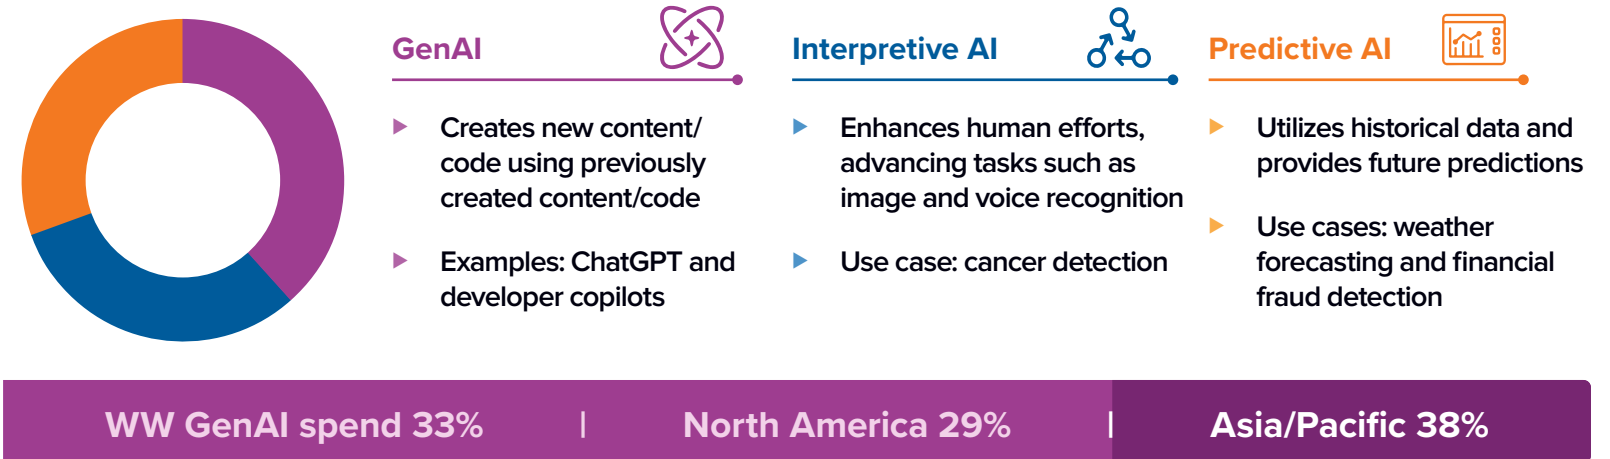 GenAI
Creates new content/
code using previously
created content/code
Examples: ChatGPT and
developer copilots
Interpretive AI
Enhances human efforts,
advancing tasks such as
image and voice recognition
Use case: cancer detection
Predictive AI
Utilizes historical data and
provides future predictions
Use cases: weather
forecasting and financial
fraud detection
WW GenAI spend 33% | North America 29% | Asia/Pacific 38%